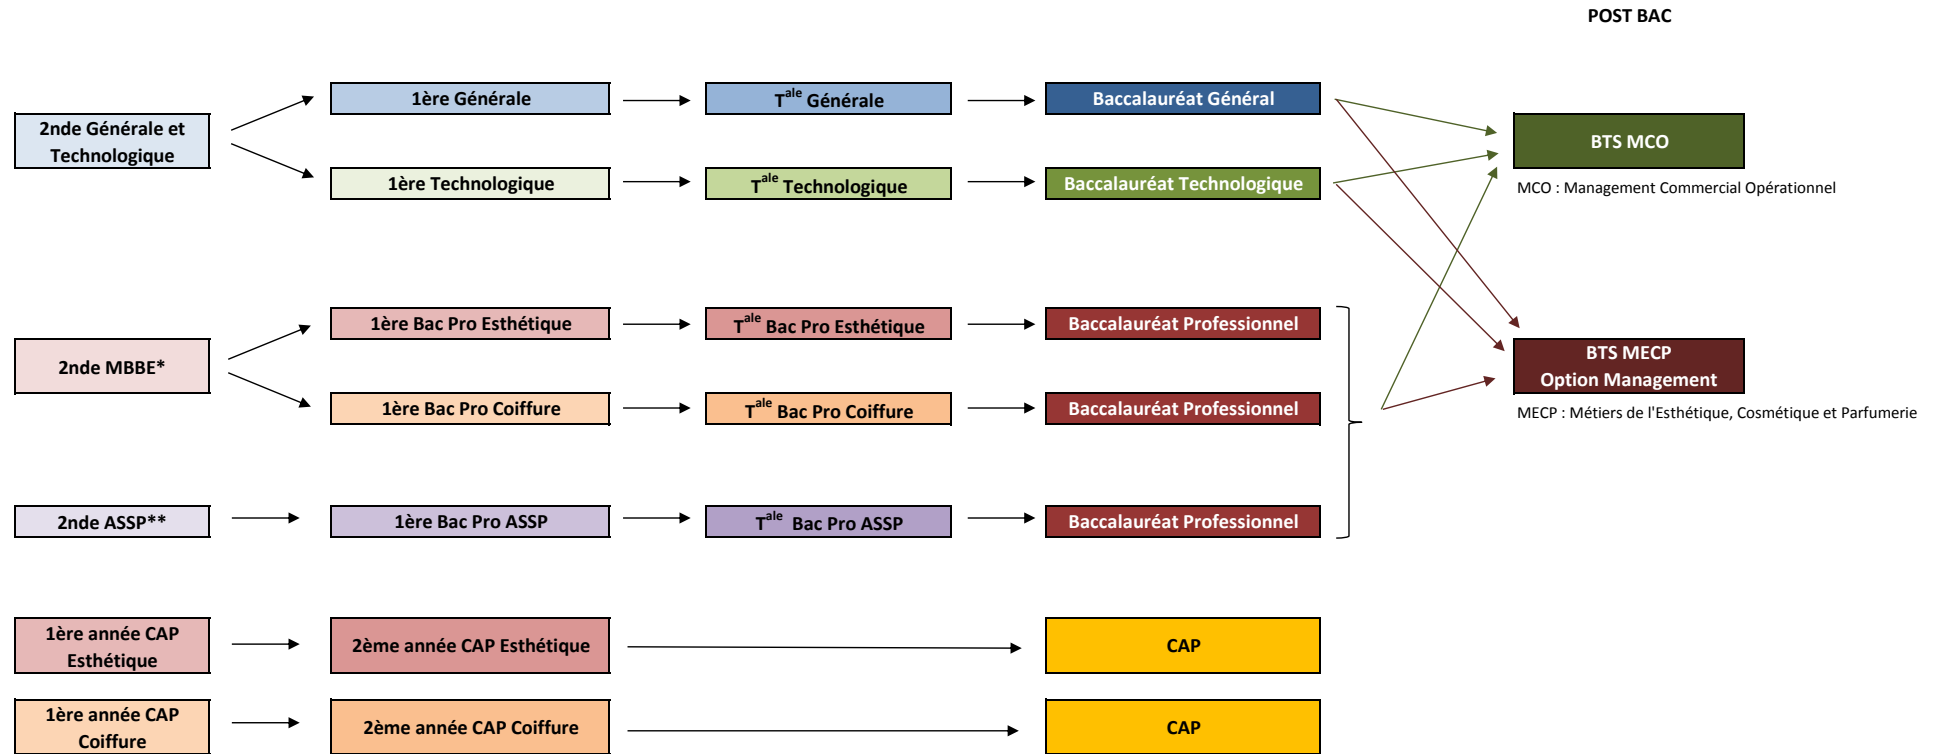 POST BAC
1ère Générale
Tale Générale
Baccalauréat Général
2nde Générale et
Technologique
BTS MCO
1ère Technologique
Tale Technologique
Baccalauréat Technologique
MCO : Management Commercial Opérationnel
1ère Bac Pro Esthétique
Tale Bac Pro Esthétique
Baccalauréat Professionnel
2nde MBBE*
BTS MECP
Option Management
1ère Bac Pro Coiffure
Tale Bac Pro Coiffure
Baccalauréat Professionnel
MECP : Métiers de l'Esthétique, Cosmétique et Parfumerie
2nde ASSP**
1ère Bac Pro ASSP
Tale Bac Pro ASSP
Baccalauréat Professionnel
1ère année CAP
Esthétique
2ème année CAP Esthétique
CAP
1ère année CAP
Coiffure
2ème année CAP Coiffure
CAP